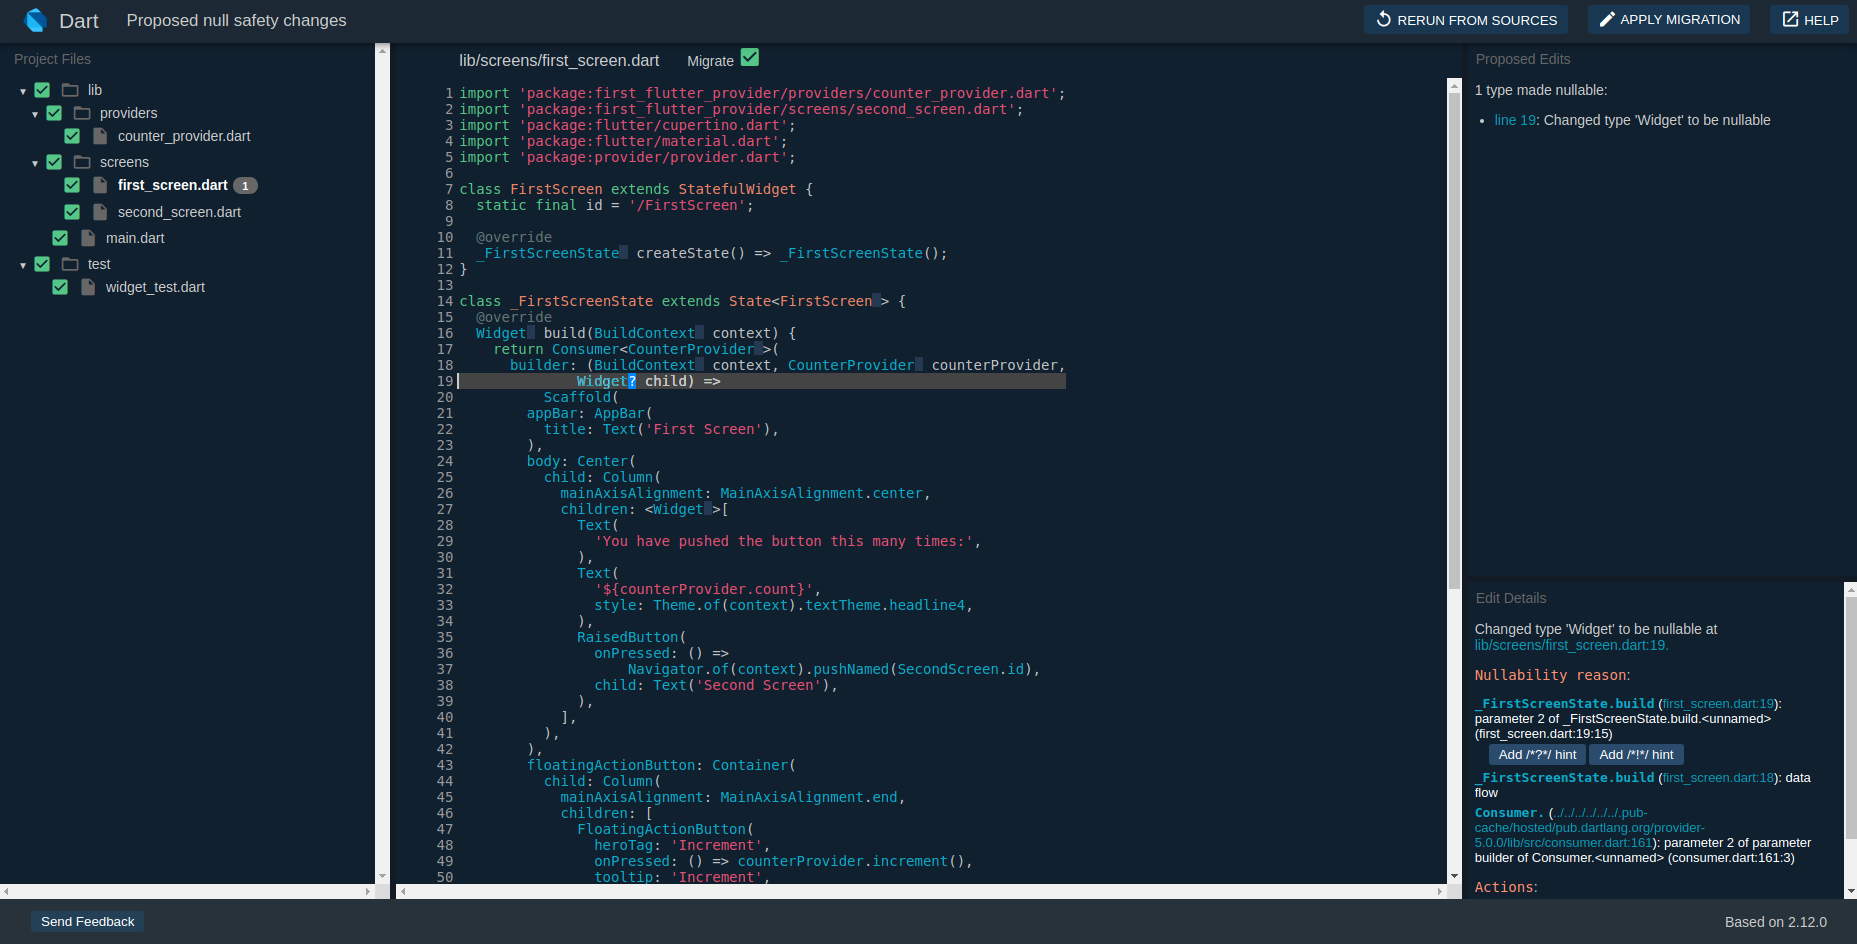 Dart Proposed null safety changes RERUN FROM SOURCES APPLY MIGRATION HELP
Project Files
lib
providers
counter_provider.dart
screens
first_screen.dart 1
second_screen.dart
main.dart
test
widget_test.dart
lib/screens/first_screen.dart Migrate
1 import 'package:first_flutter_provider/providers/counter_provider.dart';
2 import 'package:first_flutter_provider/screens/second_screen.dart';
3 import 'package:flutter/cupertino.dart';
4 import 'package:flutter/material.dart';
5 import 'package:provider/provider.dart';
6
7 class FirstScreen extends StatefulWidget {
8   static final id = '/FirstScreen';
9
10   @override
11   _FirstScreenState  createState() => _FirstScreenState();
12 }
13
14 class _FirstScreenState extends State<FirstScreen > {
15   @override
16   Widget  build(BuildContext  context) {
17     return Consumer<CounterProvider >(
18       builder: (BuildContext  context, CounterProvider  counterProvider,
19               Widget? child) =>
20           Scaffold(
21         appBar: AppBar(
22           title: Text('First Screen'),
23         ),
24         body: Center(
25           child: Column(
26             mainAxisAlignment: MainAxisAlignment.center,
27             children: <Widget >[
28               Text(
29                 'You have pushed the button this many times:',
30               ),
31               Text(
32                 '${counterProvider.count}',
33                 style: Theme.of(context).textTheme.headline4,
34               ),
35               RaisedButton(
36                 onPressed: () =>
37                     Navigator.of(context).pushNamed(SecondScreen.id),
38                 child: Text('Second Screen'),
39               ),
40             ],
41           ),
42         ),
43         floatingActionButton: Container(
44           child: Column(
45             mainAxisAlignment: MainAxisAlignment.end,
46             children: [
47               FloatingActionButton(
48                 heroTag: 'Increment',
49                 onPressed: () => counterProvider.increment(),
50                 tooltip: 'Increment',
Proposed Edits
1 type made nullable:
• line 19: Changed type 'Widget' to be nullable
Edit Details
Changed type 'Widget' to be nullable at
lib/screens/first_screen.dart:19.
Nullability reason:
_FirstScreenState.build (first_screen.dart:19):
parameter 2 of _FirstScreenState.build.<unnamed>
(first_screen.dart:19:15)
Add /*?*/ hint Add /*!*/ hint
_FirstScreenState.build (first_screen.dart:18): data
flow
Consumer. (../../../../../../.pub-
cache/hosted/pub.dartlang.org/provider-
5.0.0/lib/src/consumer.dart:161): parameter 2 of parameter
builder of Consumer.<unnamed> (consumer.dart:161:3)
Actions:
Send Feedback
Based on 2.12.0